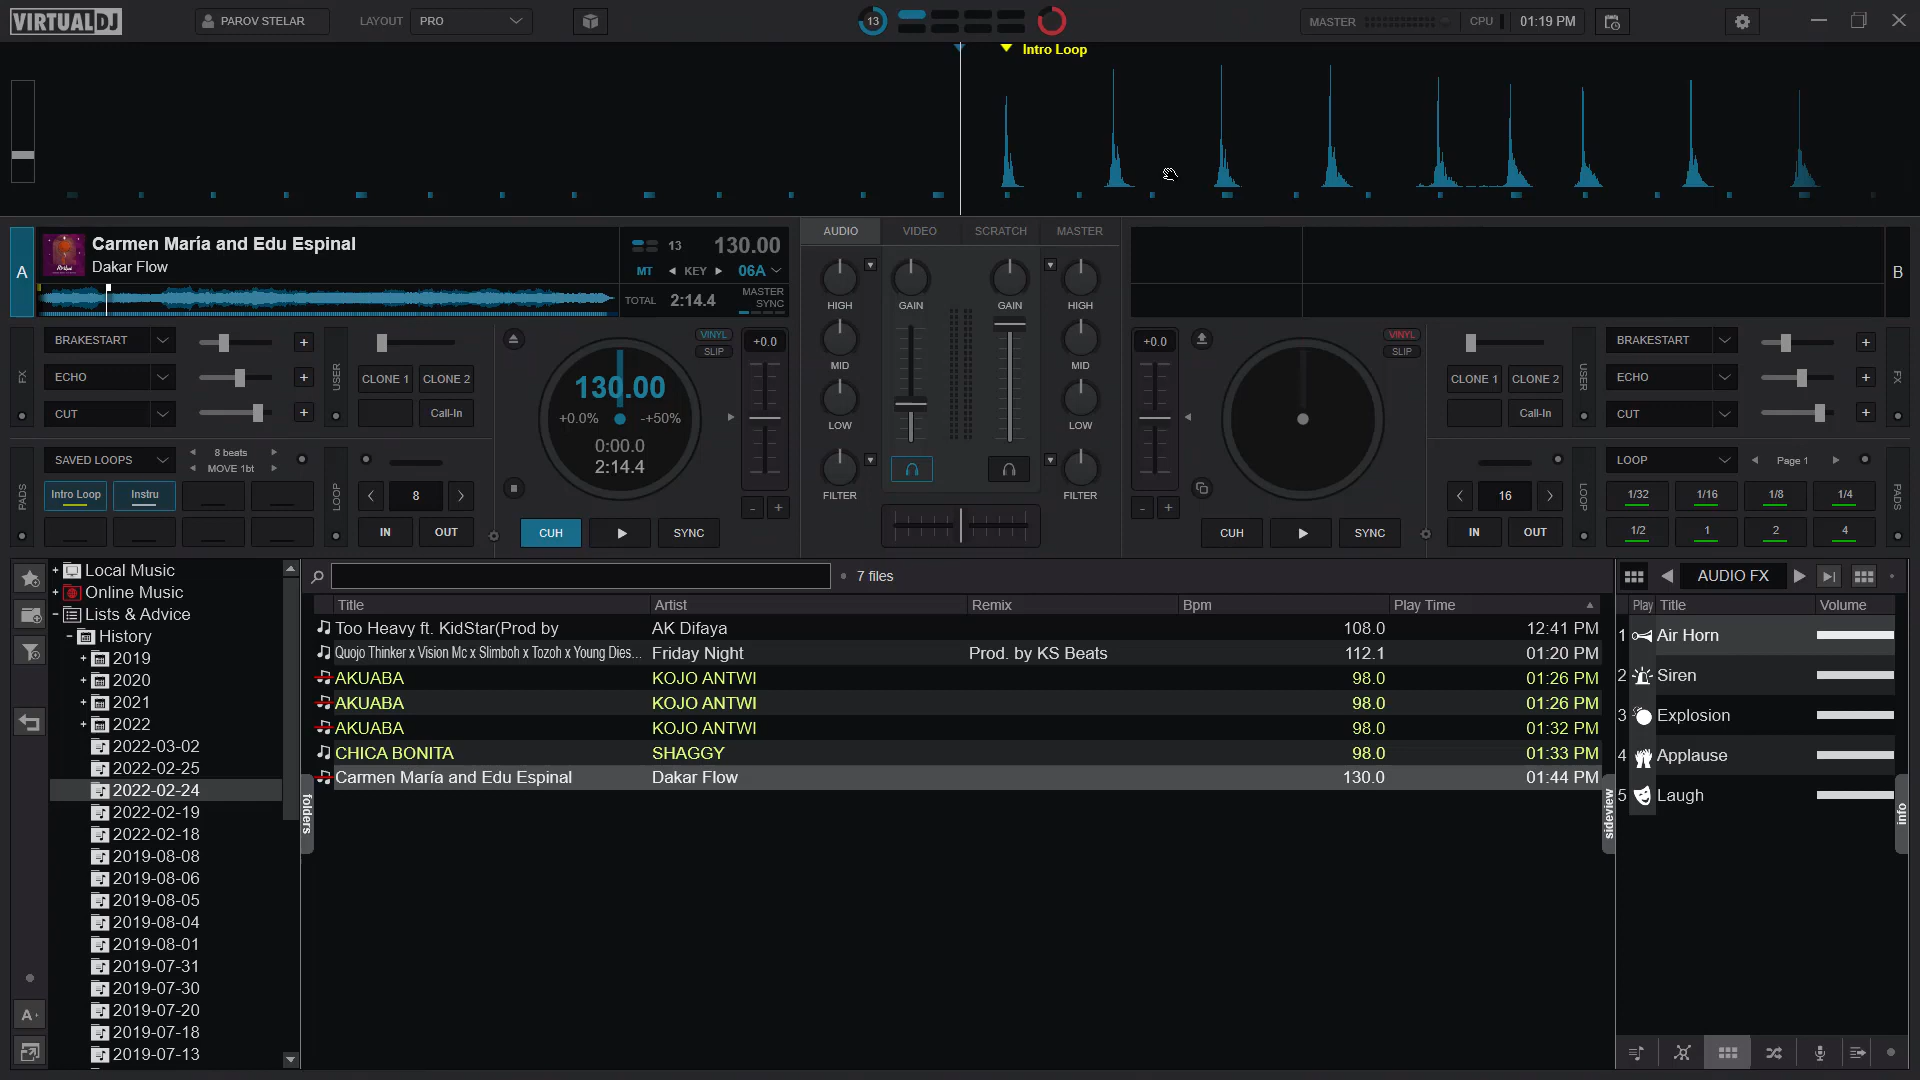 VIRTUALDJ
PAROV STELAR
LAYOUT
PRO
13
MASTER
CPU
01:19 PM
Intro Loop
A
Carmen María and Edu Espinal
Dakar Flow
13
130.00
MT
KEY
06A
TOTAL
2:14.4
MASTER
SYNC
AUDIO
VIDEO
SCRATCH
MASTER
B
FX
BRAKESTART
+
ECHO
+
CUT
+
USER
CLONE 1
CLONE 2
Call-In
VINYL
SLIP
130.00
+0.0%
-+50%
0:00.0
2:14.4
+0.0
-
+
HIGH
GAIN
GAIN
HIGH
MID
MID
LOW
LOW
FILTER
FILTER
+0.0
-
+
VINYL
SLIP
CLONE 1
CLONE 2
Call-In
USER
BRAKESTART
+
ECHO
+
CUT
+
FX
PADS
SAVED LOOPS
8 beats
MOVE 1bt
Intro Loop
Instru
LOOP
8
IN
OUT
CUH
SYNC
CUH
SYNC
16
IN
OUT
LOOP
LOOP
Page 1
1/32
1/16
1/8
1/4
1/2
1
2
4
PADS
+ Local Music
+ Online Music
- Lists & Advice
- History
+ 2019
+ 2020
+ 2021
+ 2022
2022-03-02
2022-02-25
2022-02-24
2022-02-19
2022-02-18
2019-08-08
2019-08-06
2019-08-05
2019-08-04
2019-08-01
2019-07-31
2019-07-30
2019-07-20
2019-07-18
2019-07-13
A+
folders
7 files
Title Artist Remix Bpm Play Time
Too Heavy ft. KidStar(Prod by AK Difaya 108.0 12:41 PM
Quojo Thinker x Vision Mc x Slimboh x Tozoh x Young Dies... Friday Night Prod. by KS Beats 112.1 01:20 PM
AKUABA KOJO ANTWI 98.0 01:26 PM
AKUABA KOJO ANTWI 98.0 01:26 PM
AKUABA KOJO ANTWI 98.0 01:32 PM
CHICA BONITA SHAGGY 98.0 01:33 PM
Carmen María and Edu Espinal Dakar Flow 130.0 01:44 PM
sideview
AUDIO FX
Play Title Volume
1 Air Horn
2 Siren
3 Explosion
4 Applause
5 Laugh
info